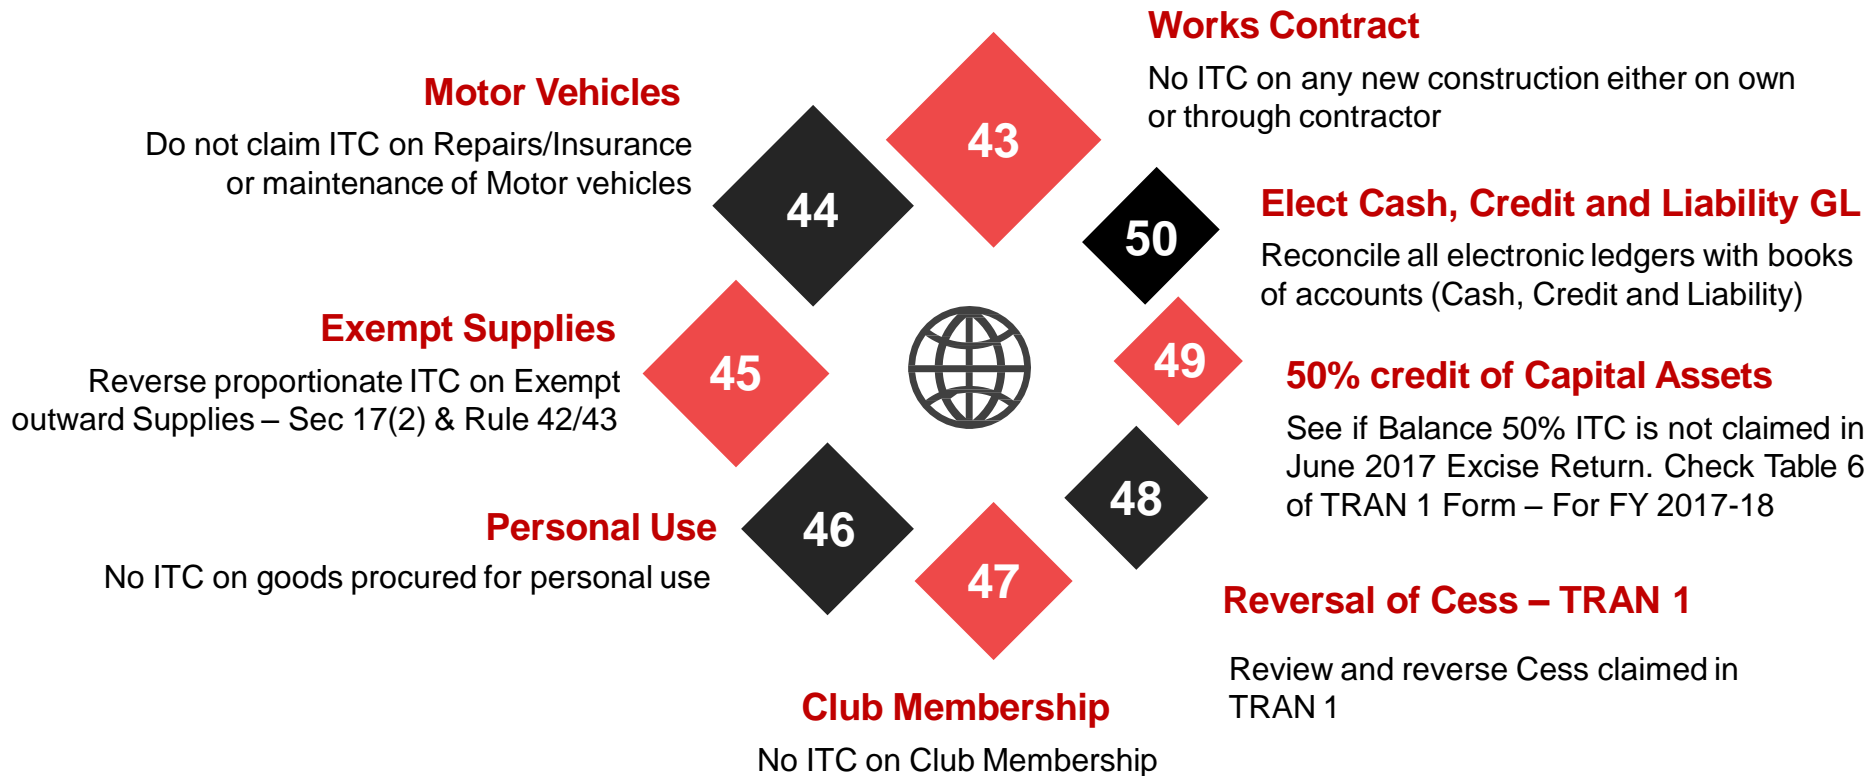 43
Works Contract
No ITC on any new construction either on own
or through contractor
44
Motor Vehicles
Do not claim ITC on Repairs/Insurance
or maintenance of Motor vehicles
45
Exempt Supplies
Reverse proportionate ITC on Exempt
outward Supplies – Sec 17(2) & Rule 42/43
46
Personal Use
No ITC on goods procured for personal use
47
Club Membership
No ITC on Club Membership
48
Reversal of Cess – TRAN 1
Review and reverse Cess claimed in
TRAN 1
49
50% credit of Capital Assets
See if Balance 50% ITC is not claimed in
June 2017 Excise Return. Check Table 6
of TRAN 1 Form – For FY 2017-18
50
Elect Cash, Credit and Liability GL
Reconcile all electronic ledgers with books
of accounts (Cash, Credit and Liability)